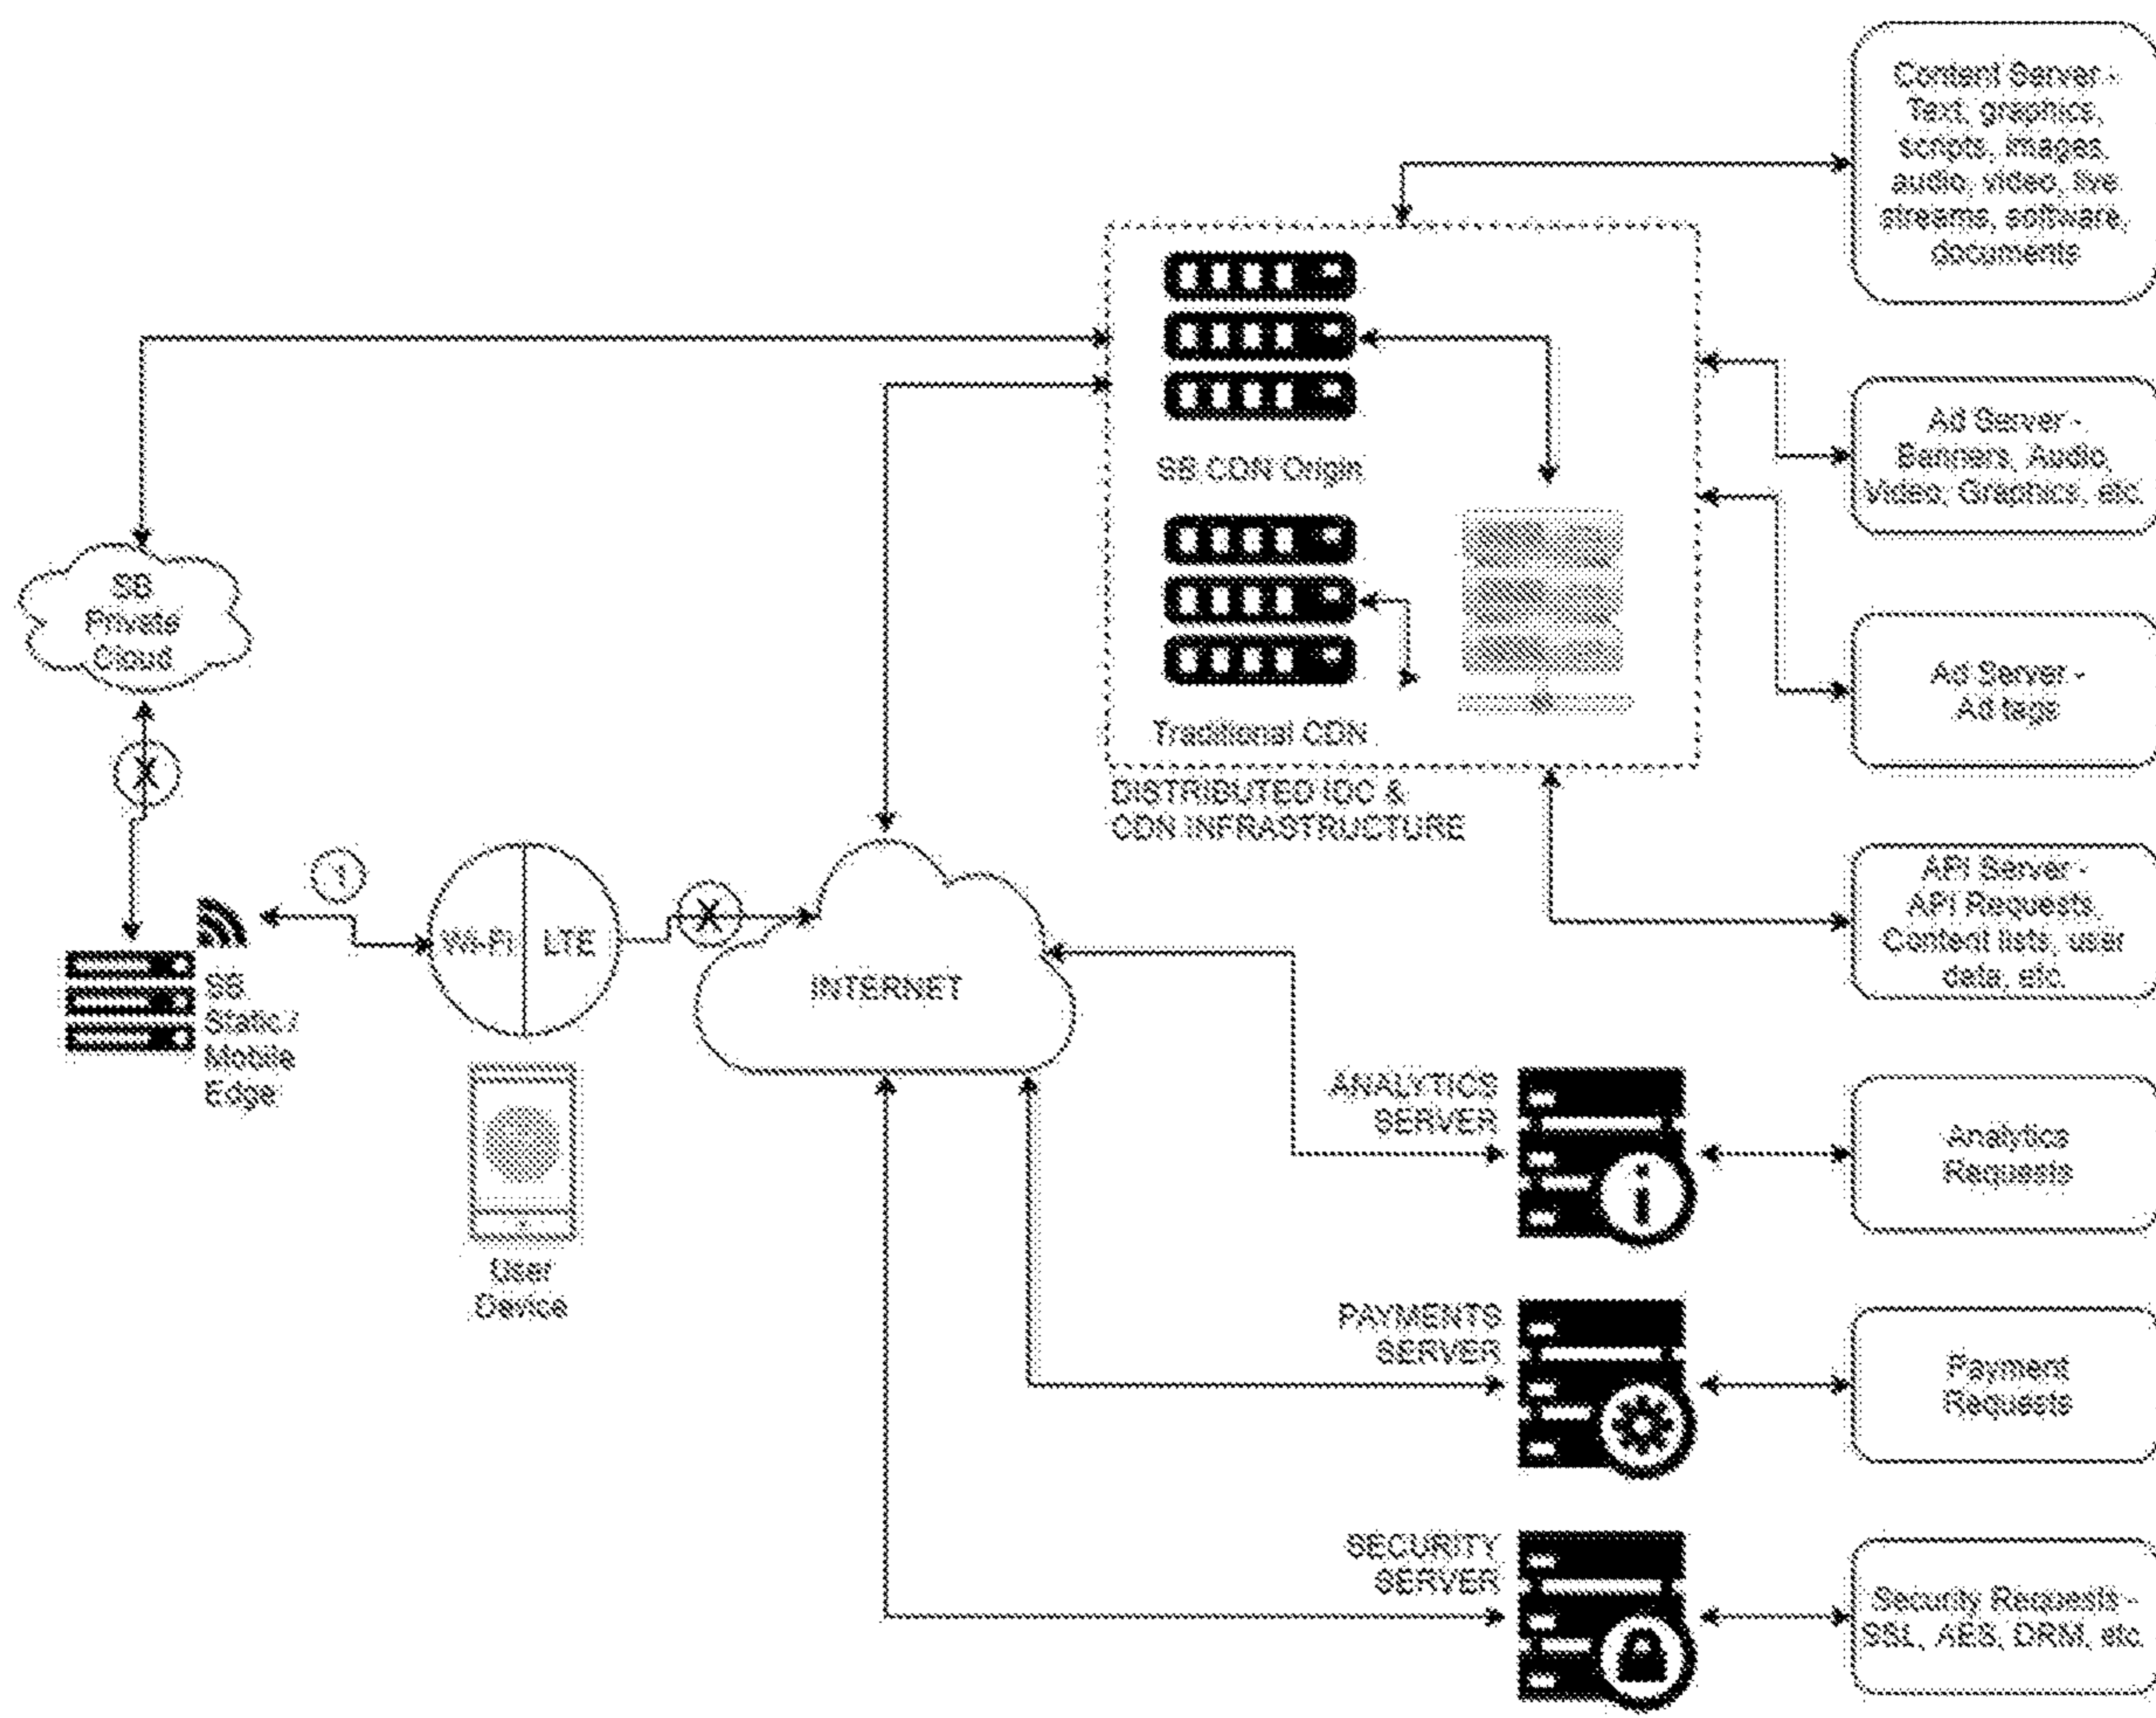 Content Server -
Text, graphics,
scripts, images,
audio, video, live
streams, software,
documents
SB CDN Origin
Ad Server -
Banners, Audio,
Video, Graphics, etc.
SB
Private
Cloud
X
Traditional CDN
Ad Server -
Ad tags
DISTRIBUTED IDC &
CDN INFRASTRUCTURE
1
Wi-Fi
LTE
X
INTERNET
API Server -
API Requests,
Content lists, user
data, etc.
SB
Static /
Mobile
Edge
User
Device
ANALYTICS
SERVER
i
Analytics
Requests
PAYMENTS
SERVER
Payment
Requests
SECURITY
SERVER
Security Requests -
SSL, AES, DRM, etc.